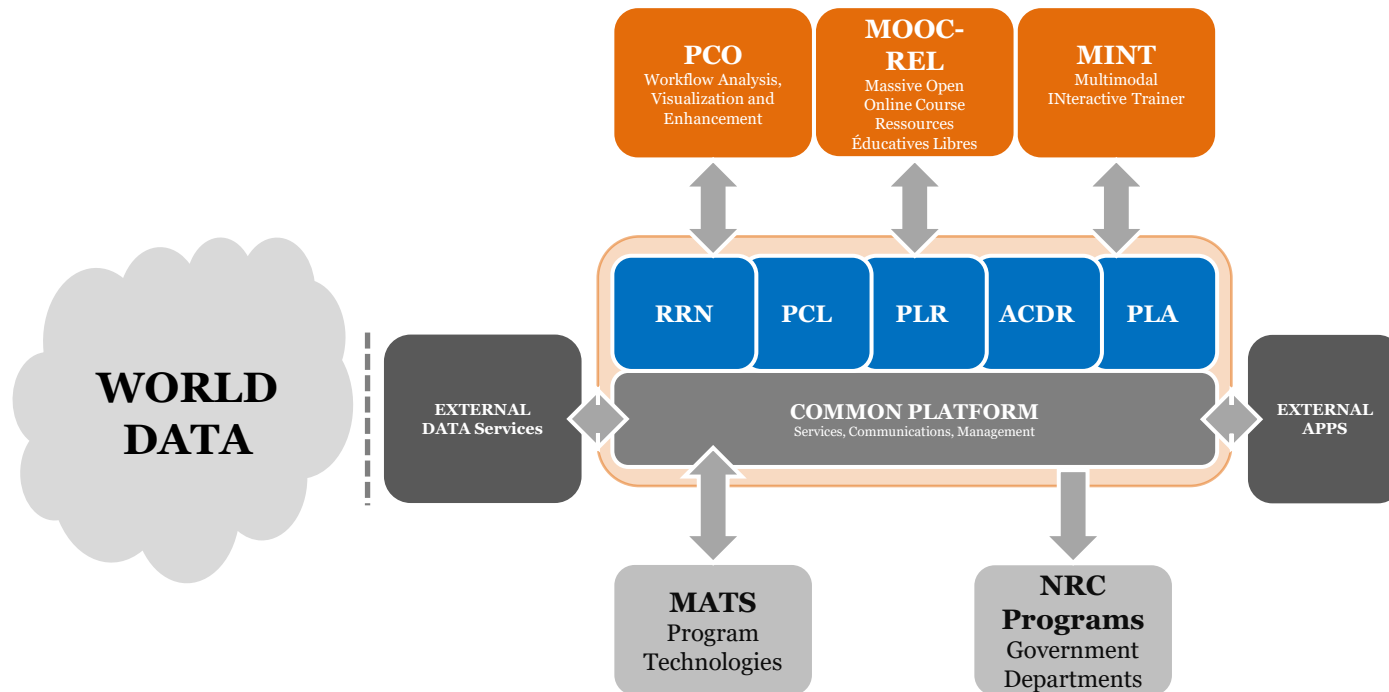 PCO
Workflow Analysis,
Visualization and
Enhancement
MOOC-
REL
Massive Open
Online Course
Ressources
Éducatives Libres
MINT
Multimodal
INteractive Trainer
WORLD
DATA
EXTERNAL
DATA Services
RRN
PCL
PLR
ACDR
PLA
COMMON PLATFORM
Services, Communications, Management
EXTERNAL
APPS
MATS
Program
Technologies
NRC
Programs
Government
Departments